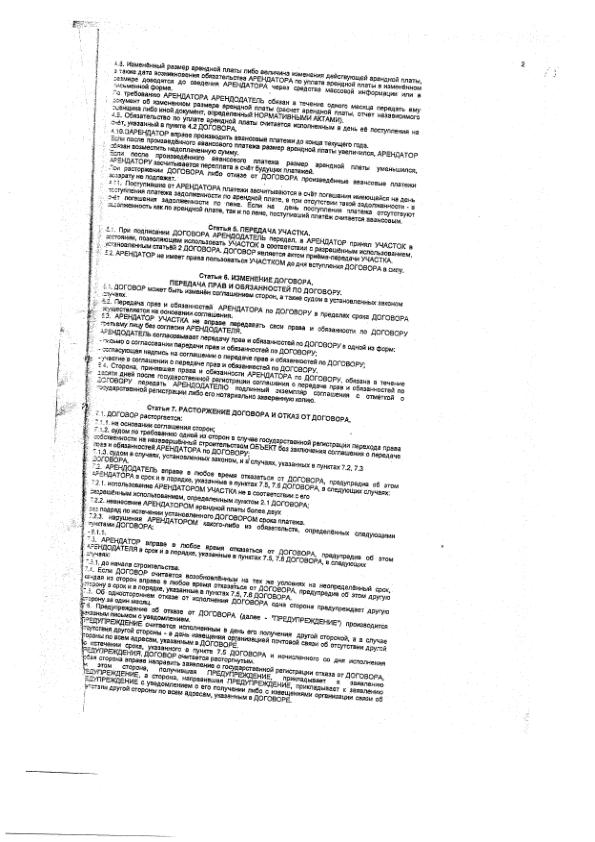 2
4.8. Изменённый размер арендной платы либо величина изменения действующей арендной платы,
а также дата возникновения обязательства АРЕНДАТОРА по уплате арендной платы в изменённом
размере доводятся до сведения АРЕНДАТОРА через средства массовой информации или в
письменной форме.
По требованию АРЕНДАТОРА АРЕНДОДАТЕЛЬ обязан в течение одного месяца передать ему
документ об изменённом размере арендной платы (расчет арендной платы, отчет независимого
оценщика либо иной документ, определенный НОРМАТИВНЫМИ АКТАМИ).
4.9. Обязательство по уплате арендной платы считается исполненным в день её поступления на
счёт, указанный в пункте 4.2 ДОГОВОРА.
4.10. АРЕНДАТОР вправе производить авансовые платежи до конца текущего года.
Если после произведённого авансового платежа размер арендной платы увеличился, АРЕНДАТОР
обязан возместить недоплаченную сумму.
Если после произведённого авансового платежа размер арендной платы уменьшился,
АРЕНДАТОРУ засчитывается переплата в счёт будущих платежей.
При расторжении ДОГОВОРА либо отказе от ДОГОВОРА произведённые авансовые платежи
возврату не подлежат.
4.11. Поступившие от АРЕНДАТОРА платежи засчитываются в счёт погашения имеющейся на день
поступления платежа задолженности по арендной плате, а при отсутствии такой задолженности - в
счёт погашения задолженности по пене. Если на день поступления платежа отсутствуют
задолженность как по арендной плате, так и по пене, поступивший платёж считается авансовым.
Статья 5. ПЕРЕДАЧА УЧАСТКА.
5.1. При подписании ДОГОВОРА АРЕНДОДАТЕЛЬ передал, а АРЕНДАТОР принял УЧАСТОК в
состоянии, позволяющем использовать УЧАСТОК в соответствии с разрешённым использованием,
установленным статьёй 2 ДОГОВОРА. ДОГОВОР является актом приёма-передачи УЧАСТКА.
5.2. АРЕНДАТОР не имеет права пользоваться УЧАСТКОМ до дня вступления ДОГОВОРА в силу.
Статья 6. ИЗМЕНЕНИЕ ДОГОВОРА,
ПЕРЕДАЧА ПРАВ И ОБЯЗАННОСТЕЙ ПО ДОГОВОРУ.
6.1. ДОГОВОР может быть изменён соглашением сторон, а также судом в установленных законом
случаях.
6.2. Передача прав и обязанностей АРЕНДАТОРА по ДОГОВОРУ в пределах срока ДОГОВОРА
осуществляется на основании соглашения.
6.3. АРЕНДАТОР УЧАСТКА не вправе передавать свои права и обязанности по ДОГОВОРУ
третьему лицу без согласия АРЕНДОДАТЕЛЯ.
АРЕНДОДАТЕЛЬ согласовывает передачу прав и обязанностей по ДОГОВОРУ в одной из форм:
- письмо о согласовании передачи прав и обязанностей по ДОГОВОРУ;
- согласующая надпись на соглашении о передаче прав и обязанностей по ДОГОВОРУ;
- участие в соглашении о передаче прав и обязанностей по ДОГОВОРУ.
6.4. Сторона, принявшая права и обязанности АРЕНДАТОРА по ДОГОВОРУ, обязана в течение
десяти дней после государственной регистрации соглашения о передаче прав и обязанностей по
ДОГОВОРУ передать АРЕНДОДАТЕЛЮ подлинный экземпляр соглашения с отметкой о
государственной регистрации либо его нотариально заверенную копию.
Статья 7. РАСТОРЖЕНИЕ ДОГОВОРА И ОТКАЗ ОТ ДОГОВОРА.
7.1. ДОГОВОР расторгается:
7.1.1. на основании соглашения сторон;
7.1.2. судом по требованию одной из сторон в случае государственной регистрации перехода права
собственности на незавершённый строительством ОБЪЕКТ без заключения соглашения о передаче
прав и обязанностей АРЕНДАТОРА по ДОГОВОРУ;
7.1.3. судом в случаях, установленных законом, и в случаях, указанных в пунктах 7.2, 7.3
ДОГОВОРА.
7.2. АРЕНДОДАТЕЛЬ вправе в любое время отказаться от ДОГОВОРА, предупредив об этом
АРЕНДАТОРА в срок и в порядке, указанные в пунктах 7.5, 7.6 ДОГОВОРА, в следующих случаях:
7.2.1. использование АРЕНДАТОРОМ УЧАСТКА не в соответствии с его
разрешённым использованием, определенным пунктом 2.1 ДОГОВОРА;
7.2.2. невнесение АРЕНДАТОРОМ арендной платы более двух
раз подряд по истечении установленного ДОГОВОРОМ срока платежа.
7.2.3. нарушения АРЕНДАТОРОМ какого-либо из обязательств, определённых следующими
пунктами ДОГОВОРА:
- 8.1.1.
7.3. АРЕНДАТОР вправе в любое время отказаться от ДОГОВОРА, предупредив об этом
АРЕНДОДАТЕЛЯ в срок и в порядке, указанные в пунктах 7.5, 7.6 ДОГОВОРА, в следующих
случаях:
7.3.1. до начала строительства.
7.4. Если ДОГОВОР считается возобновлённым на тех же условиях на неопределённый срок,
каждая из сторон вправе в любое время отказаться от ДОГОВОРА, предупредив об этом другую
сторону в срок и в порядке, указанные в пунктах 7.5, 7.6 ДОГОВОРА.
7.5. Об одностороннем отказе от исполнения ДОГОВОРА одна сторона предупреждает другую
сторону за один месяц.
7.6. Предупреждение об отказе от ДОГОВОРА (далее - "ПРЕДУПРЕЖДЕНИЕ") производится
заказным письмом с уведомлением.
ПРЕДУПРЕЖДЕНИЕ считается исполненным в день его получения другой стороной, а в случае
отсутствия другой стороны - в день извещения организацией почтовой связи об отсутствии другой
стороны по всем адресам, указанным в ДОГОВОРЕ.
По истечении срока, указанного в пункте 7.5 ДОГОВОРА и исчисленного со дня исполнения
ПРЕДУПРЕЖДЕНИЯ, ДОГОВОР считается расторгнутым.
Любая сторона вправе направить заявление о государственной регистрации отказа от ДОГОВОРА,
при этом сторона, получившая ПРЕДУПРЕЖДЕНИЕ, прикладывает к заявлению
ПРЕДУПРЕЖДЕНИЕ, а сторона, направившая ПРЕДУПРЕЖДЕНИЕ, прикладывает к заявлению
ПРЕДУПРЕЖДЕНИЕ с уведомлением о его получении либо с извещениями организации связи об
отсутствии другой стороны по всем адресам, указанным в ДОГОВОРЕ.